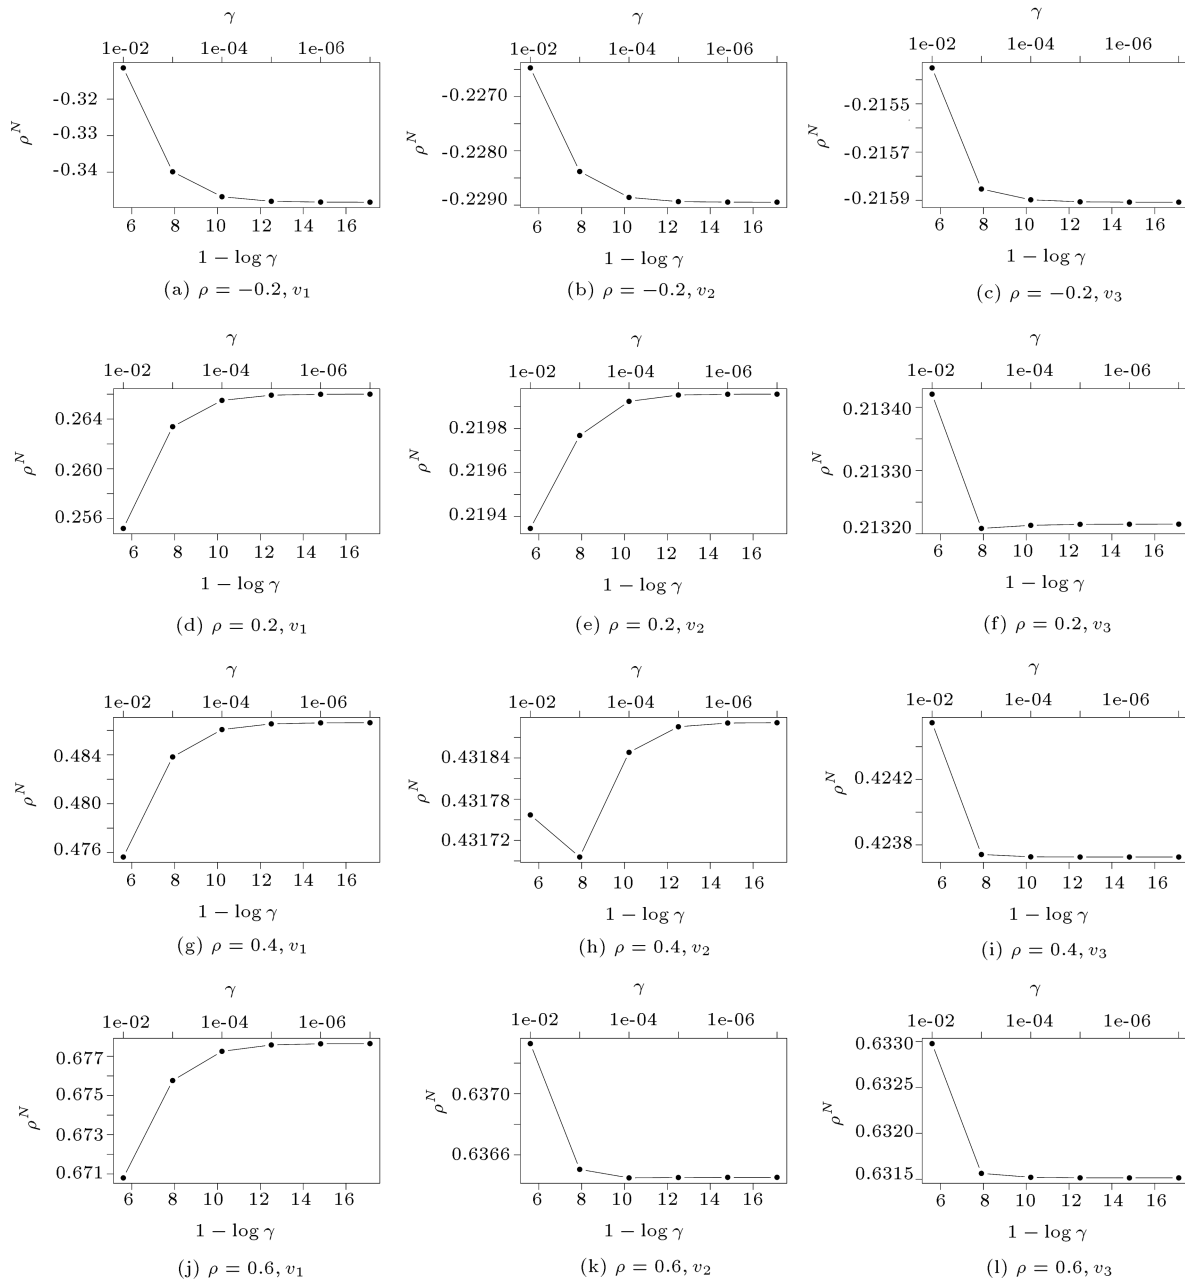 γ
1e-02 1e-04 1e-06
-0.32
-0.33
-0.34
ρ^N
6 8 10 12 14 16
1 − log γ
(a) ρ = −0.2, v₁
γ
1e-02 1e-04 1e-06
-0.2270
-0.2280
-0.2290
ρ^N
6 8 10 12 14 16
1 − log γ
(b) ρ = −0.2, v₂
γ
1e-02 1e-04 1e-06
-0.2155
-0.2157
-0.2159
ρ^N
6 8 10 12 14 16
1 − log γ
(c) ρ = −0.2, v₃
γ
1e-02 1e-04 1e-06
0.264
0.260
0.256
ρ^N
6 8 10 12 14 16
1 − log γ
(d) ρ = 0.2, v₁
γ
1e-02 1e-04 1e-06
0.2198
0.2196
0.2194
ρ^N
6 8 10 12 14 16
1 − log γ
(e) ρ = 0.2, v₂
γ
1e-02 1e-04 1e-06
0.21340
0.21330
0.21320
ρ^N
6 8 10 12 14 16
1 − log γ
(f) ρ = 0.2, v₃
γ
1e-02 1e-04 1e-06
0.484
0.480
0.476
ρ^N
6 8 10 12 14 16
1 − log γ
(g) ρ = 0.4, v₁
γ
1e-02 1e-04 1e-06
0.43184
0.43178
0.43172
ρ^N
6 8 10 12 14 16
1 − log γ
(h) ρ = 0.4, v₂
γ
1e-02 1e-04 1e-06
0.42442
0.4238
ρ^N
6 8 10 12 14 16
1 − log γ
(i) ρ = 0.4, v₃
γ
1e-02 1e-04 1e-06
0.677
0.675
0.673
0.671
ρ^N
6 8 10 12 14 16
1 − log γ
(j) ρ = 0.6, v₁
γ
1e-02 1e-04 1e-06
0.6370
0.6366
ρ^N
6 8 10 12 14 16
1 − log γ
(k) ρ = 0.6, v₂
γ
1e-02 1e-04 1e-06
0.6330
0.6325
0.6320
0.6315
ρ^N
6 8 10 12 14 16
1 − log γ
(l) ρ = 0.6, v₃